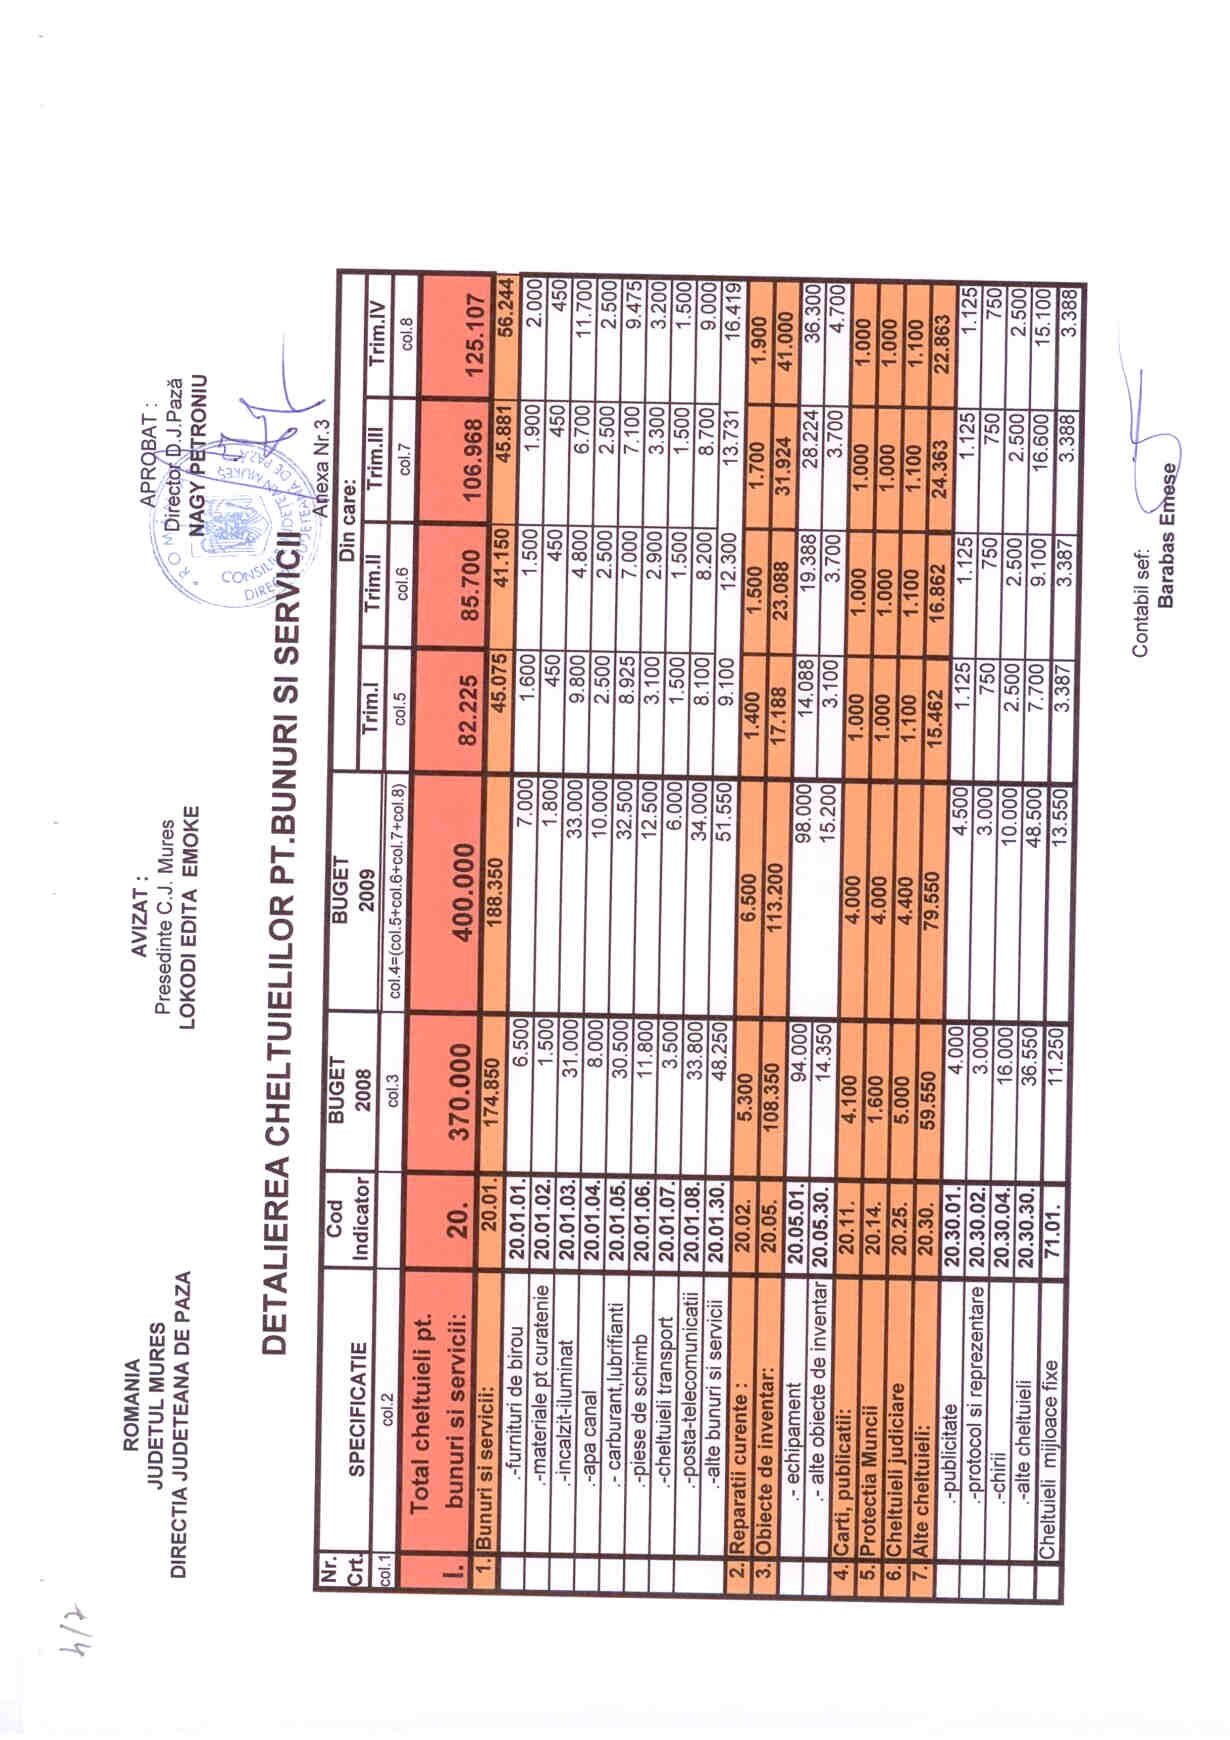 4/2
ROMANIA
JUDETUL MURES
DIRECTIA JUDETEANA DE PAZA
AVIZAT :
Presedinte C.J. Mures
LOKODI EDITA EMOKE
APROBAT :
Director D.J.Pază
NAGY PETRONIU
DETALIEREA CHELTUIELILOR PT.BUNURI SI SERVICII
Anexa Nr.3
Nr. Crt. SPECIFICATIE Cod Indicator BUGET 2008 BUGET 2009 Din care:
Trim.I Trim.II Trim.III Trim.IV
col.1 col.2 col.3 col.4=(col.5+col.6+col.7+col.8) col.5 col.6 col.7 col.8
I. Total cheltuieli pt. bunuri si servicii: 20. 370.000 400.000 82.225 85.700 106.968 125.107
1. Bunuri si servicii: 20.01. 174.850 188.350 45.075 41.150 45.881 56.244
.-furnituri de birou 20.01.01. 6.500 7.000 1.600 1.500 1.900 2.000
.-materiale pt curatenie 20.01.02. 1.500 1.800 450 450 450 450
.-incalzit-iluminat 20.01.03. 31.000 33.000 9.800 4.800 6.700 11.700
.-apa canal 20.01.04. 8.000 10.000 2.500 2.500 2.500 2.500
.- carburant,lubrifianti 20.01.05. 30.500 32.500 8.925 7.000 7.100 9.475
.-piese de schimb 20.01.06. 11.800 12.500 3.100 2.900 3.300 3.200
.-cheltuieli transport 20.01.07. 3.500 6.000 1.500 1.500 1.500 1.500
.-posta-telecomunicatii 20.01.08. 33.800 34.000 8.100 8.200 8.700 9.000
.-alte bunuri si servicii 20.01.30. 48.250 51.550 9.100 12.300 13.731 16.419
2. Reparatii curente : 20.02. 5.300 6.500 1.400 1.500 1.700 1.900
3. Obiecte de inventar: 20.05. 108.350 113.200 17.188 23.088 31.924 41.000
.- echipament 20.05.01. 94.000 98.000 14.088 19.388 28.224 36.300
.- alte obiecte de inventar 20.05.30. 14.350 15.200 3.100 3.700 3.700 4.700
4. Carti, publicatii: 20.11. 4.100 4.000 1.000 1.000 1.000 1.000
5. Protectia Muncii 20.14. 1.600 4.000 1.000 1.000 1.000 1.000
6. Cheltuieli judiciare 20.25. 5.000 4.400 1.100 1.100 1.100 1.100
7. Alte cheltuieli: 20.30. 59.550 79.550 15.462 16.862 24.363 22.863
.-publicitate 20.30.01. 4.000 4.500 1.125 1.125 1.125 1.125
.-protocol si reprezentare 20.30.02. 3.000 3.000 750 750 750 750
.-chirii 20.30.04. 16.000 10.000 2.500 2.500 2.500 2.500
.-alte cheltuieli 20.30.30. 36.550 48.500 7.700 9.100 16.600 15.100
Cheltuieli mijloace fixe 71.01. 11.250 13.550 3.387 3.387 3.388 3.388
Contabil sef:
Barabas Emese